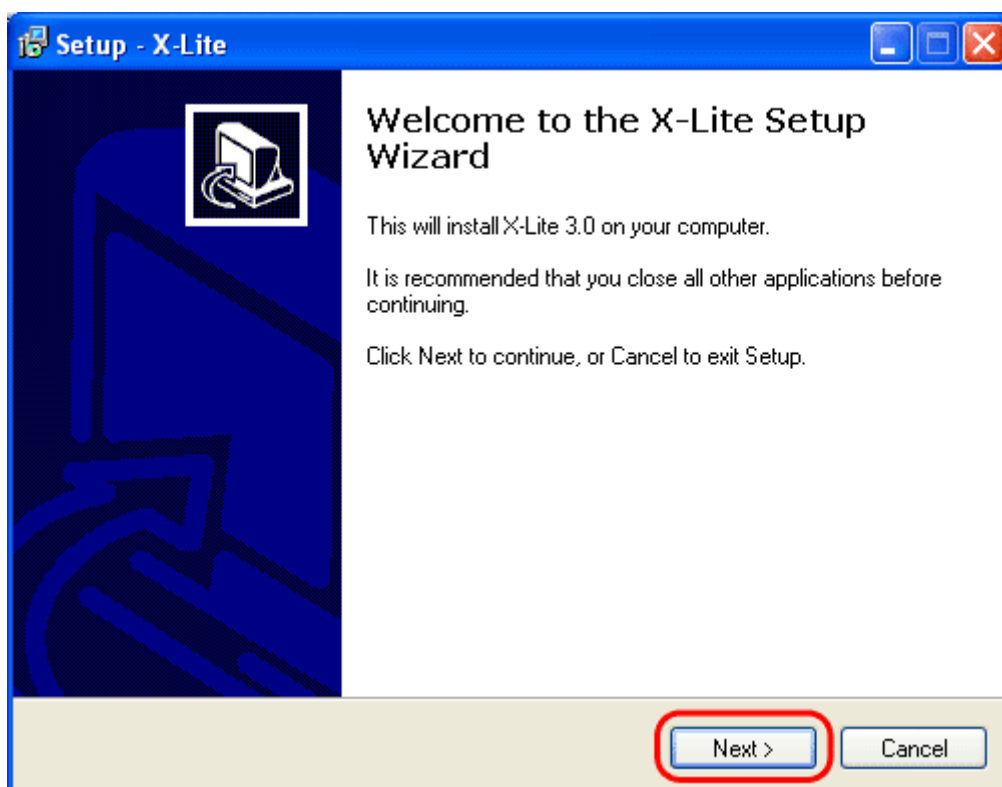 Setup - X-Lite
Welcome to the X-Lite Setup
Wizard
This will install X-Lite 3.0 on your computer.
It is recommended that you close all other applications before
continuing.
Click Next to continue, or Cancel to exit Setup.
Next >
Cancel